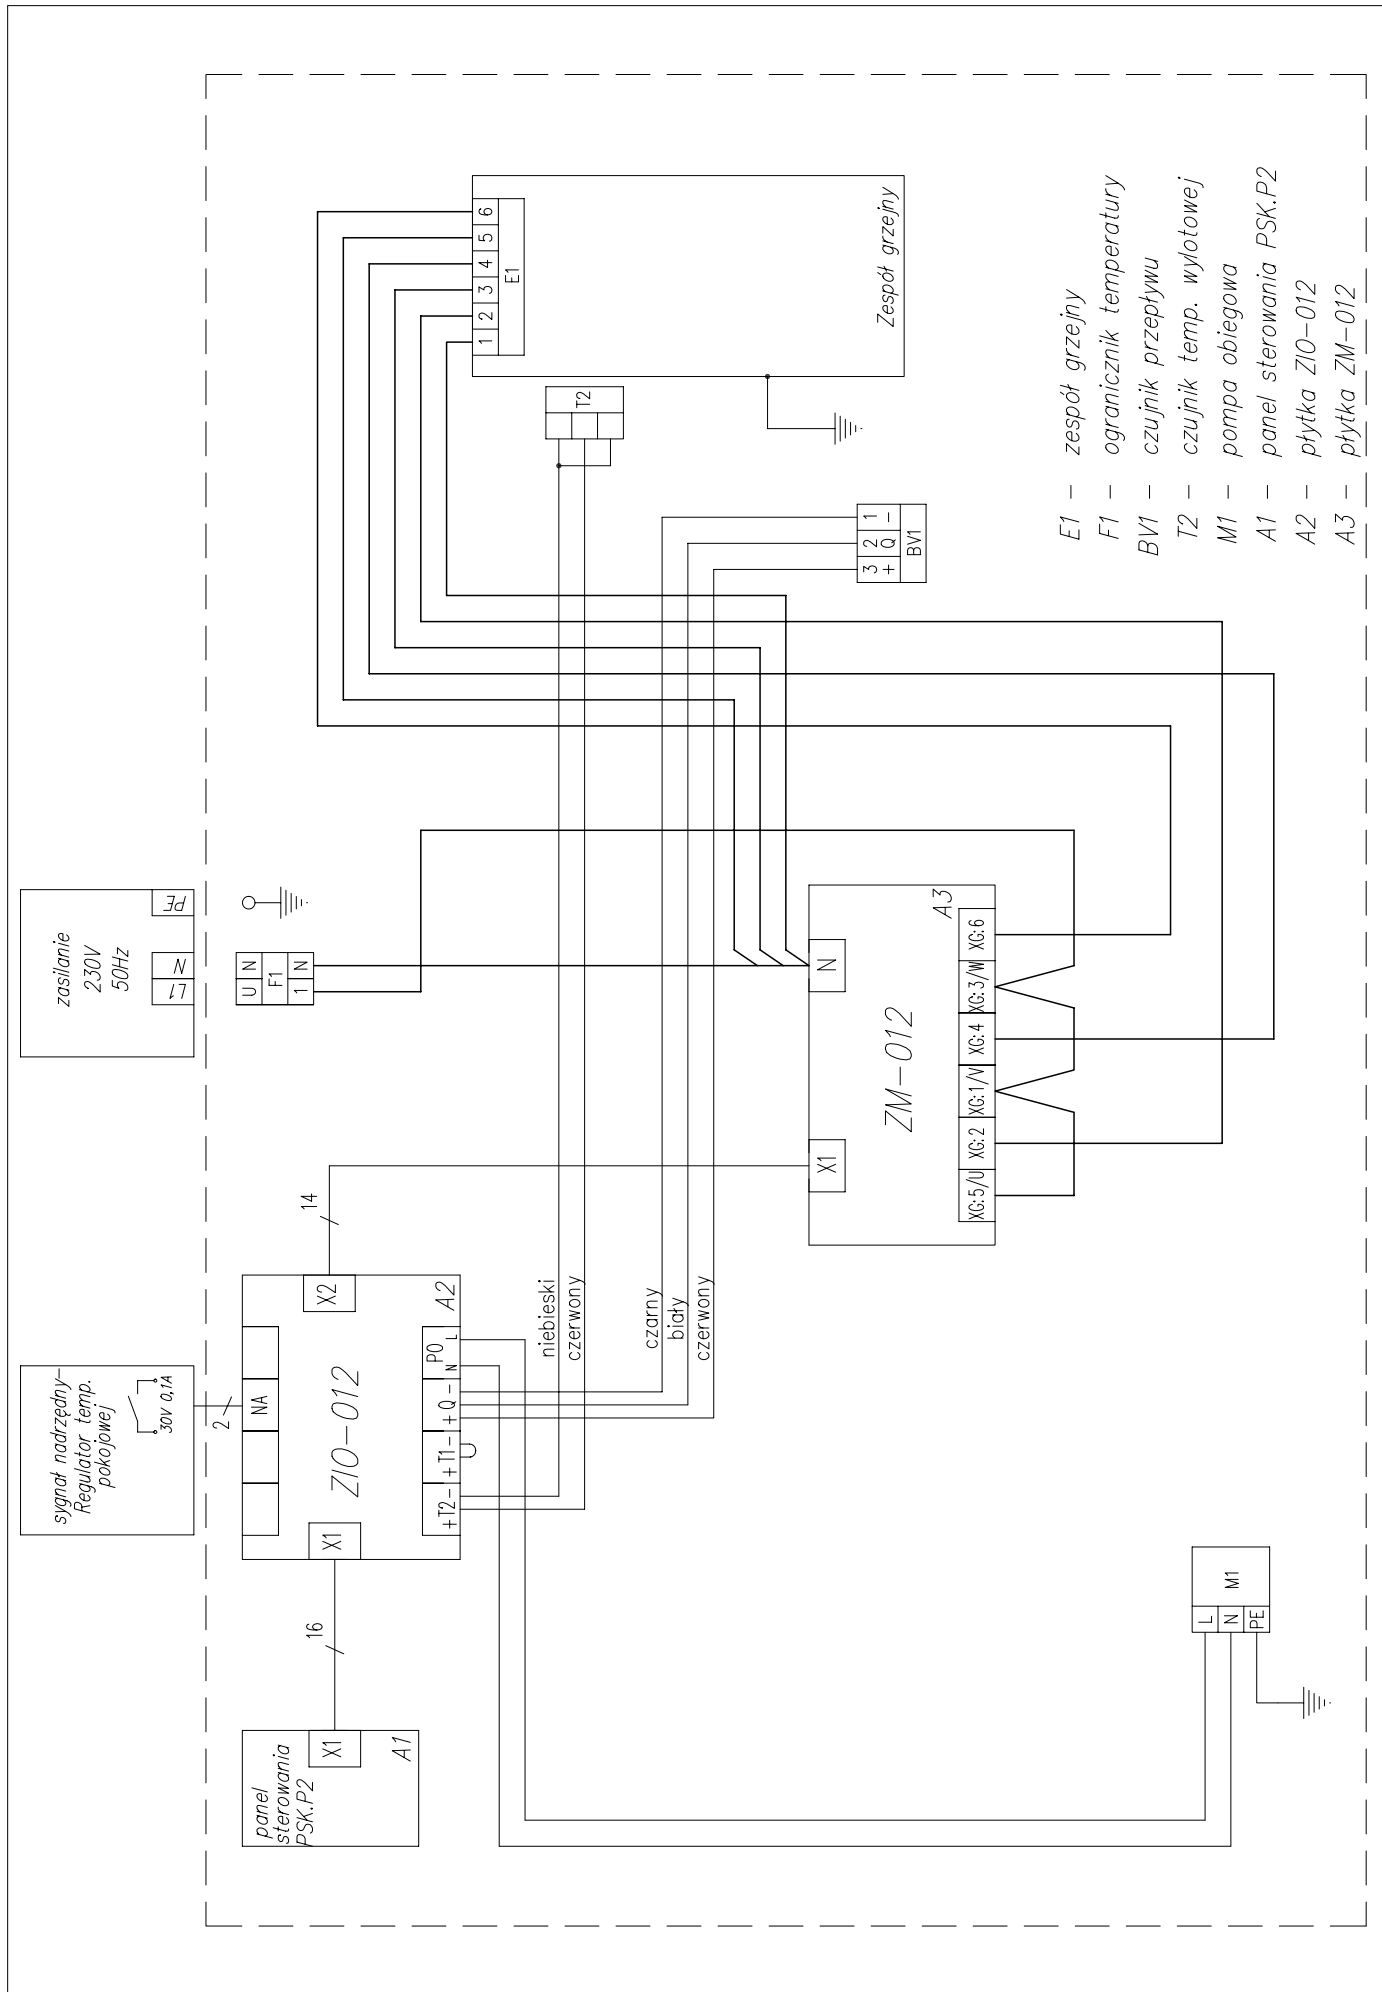 sygnał nadrzędny-
Regulator temp.
pokojowej
30V 0,1A
zasilanie
230V
50Hz
L1
N
PE
2
panel
sterowania
PSK.P2
X1
A1
16
X1
NA
X2
ZIO-012
A2
+T2-
+T1-
+Q-
PO
N
L
14
U N
F1
1 N
niebieski
czerwony
czarny
biały
czerwony
X1
N
ZM-012
A3
XG:5/U
XG:2
XG:1/V
XG:4
XG:3/W
XG:6
T2
1
2
3
4
5
6
E1
Zespół grzejny
3 2 1
+ Q -
BV1
L
N
PE
M1
E1 - zespół grzejny
F1 - ogranicznik temperatury
BV1 - czujnik przepływu
T2 - czujnik temp. wylotowej
M1 - pompa obiegowa
A1 - panel sterowania PSK.P2
A2 - płytka ZIO-012
A3 - płytka ZM-012